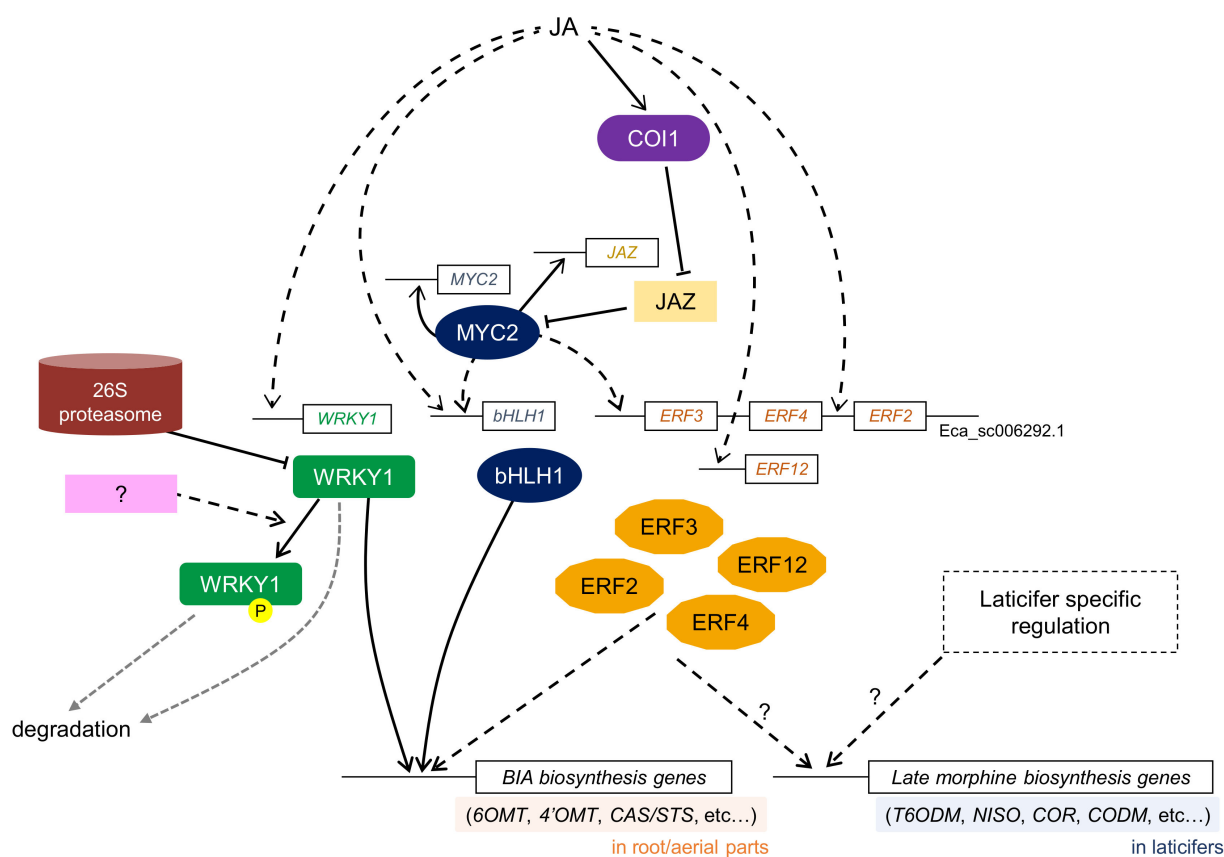 JA
COI1
JAZ
MYC2
JAZ
MYC2
26S
proteasome
WRKY1
bHLH1
ERF3
ERF4
ERF2
Eca_sc006292.1
ERF12
WRKY1
bHLH1
?
ERF3
ERF12
WRKY1
P
ERF2
ERF4
Laticifer specific
regulation
degradation
?
?
BIA biosynthesis genes
Late morphine biosynthesis genes
(6OMT, 4’OMT, CAS/STS, etc…)
(T6ODM, NISO, COR, CODM, etc…)
in root/aerial parts
in laticifers